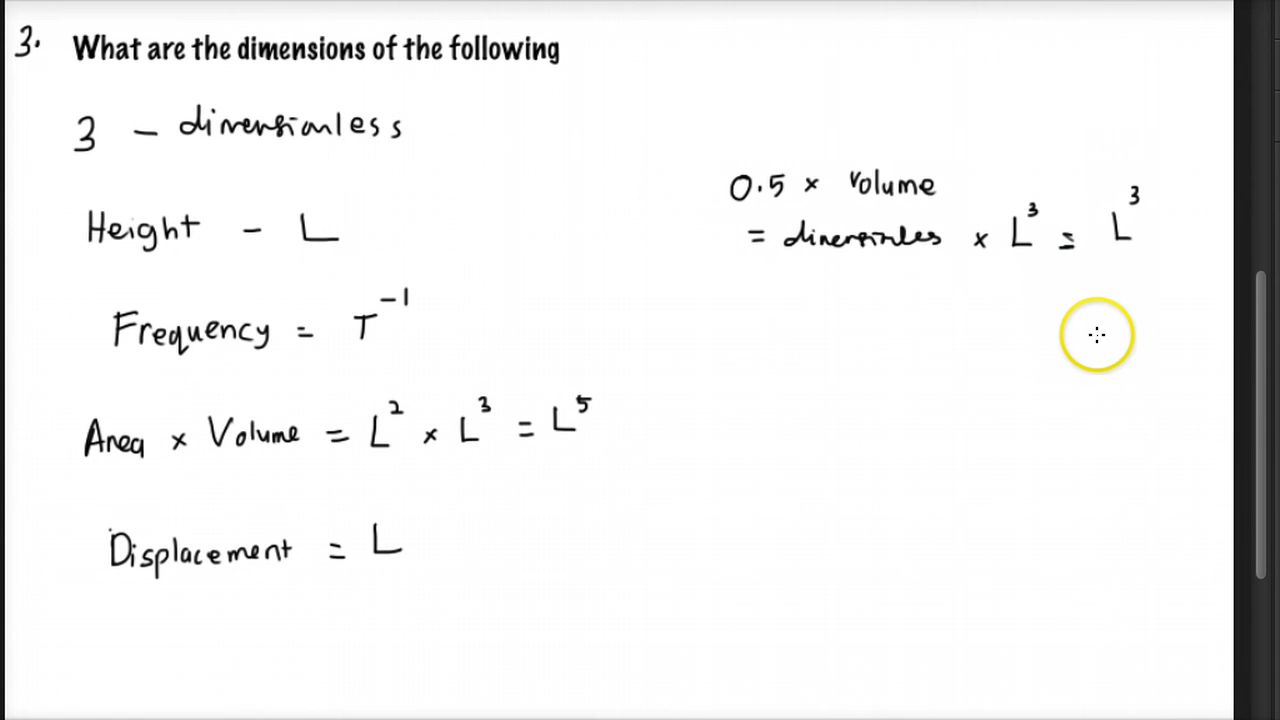 3. What are the dimensions of the following
3 - dimensionless
Height - L
Frequency = T⁻¹
Area × Volume = L² × L³ = L⁵
Displacement = L
0.5 × Volume
= dimensionles × L³ = L³